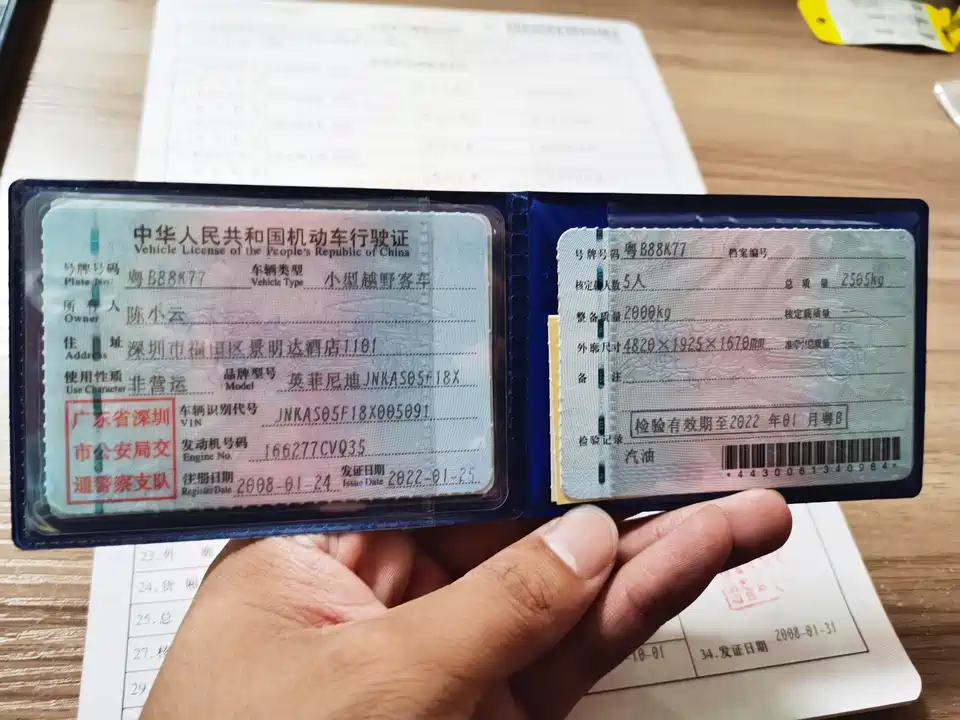 中华人民共和国机动车行驶证
Vehicle License of the People's Republic of China
号牌号码 粤B88K77 车辆类型 小型越野客车
Plate No. Vehicle Type
所有人 陈小云
Owner
住址 深圳市福田区景明达酒店1101
Address
使用性质 非营运 品牌型号 英菲尼迪JNKAS05F18X
Use Character Model
广东省深圳
市公安局交
通警察支队
车辆识别代号 JNKAS05F18X005091
VIN
发动机号码 166277CVQ35
Engine No.
注册日期 2008-01-24 发证日期 2022-01-25
Register Date Issue Date
号牌号码 粤B88K77 档案编号
核定载人数 5人 总质量 2505kg
整备质量 2000kg 核定载质量
外廓尺寸 4820×1925×1670mm 准牵引总质量
备注
检验有效期至2022年01月粤B
检验记录
汽油
*4430061340984*
23.外
24.货
25.总
27.
29
10-01
34.发证日期 2008-01-31